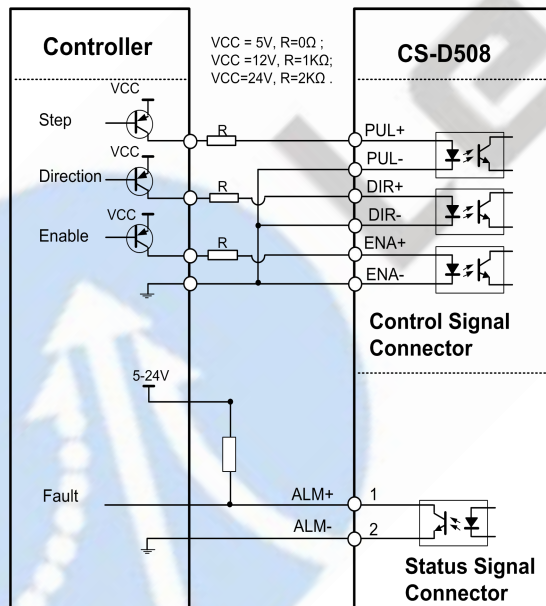 Controller
VCC = 5V, R=0Ω ;
VCC =12V, R=1KΩ;
VCC=24V, R=2KΩ .
CS-D508
VCC
Step
R
PUL+
VCC
PUL-
Direction
R
DIR+
VCC
DIR-
Enable
R
ENA+
ENA-
Control Signal
Connector
5-24V
Fault
ALM+
1
ALM-
2
Status Signal
Connector